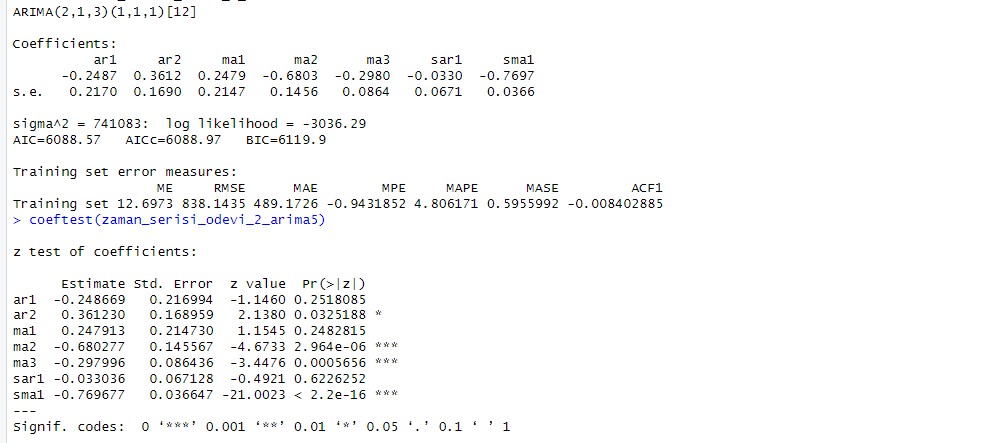 ARIMA(2,1,3)(1,1,1)[12]
Coefficients:
ar1 ar2 ma1 ma2 ma3 sar1 sma1
-0.2487 0.3612 0.2479 -0.6803 -0.2980 -0.0330 -0.7697
s.e. 0.2170 0.1690 0.2147 0.1456 0.0864 0.0671 0.0366
sigma^2 = 741083: log likelihood = -3036.29
AIC=6088.57 AICc=6088.97 BIC=6119.9
Training set error measures:
ME RMSE MAE MPE MAPE MASE ACF1
Training set 12.6973 838.1435 489.1726 -0.9431852 4.806171 0.5955992 -0.008402885
> coeftest(zaman_serisi_odevi_2_arima5)
z test of coefficients:
Estimate Std. Error z value Pr(>|z|)
ar1 -0.248669 0.216994 -1.1460 0.2518085
ar2 0.361230 0.168959 2.1380 0.0325188 *
ma1 0.247913 0.214730 1.1545 0.2482815
ma2 -0.680277 0.145567 -4.6733 2.964e-06 ***
ma3 -0.297996 0.086436 -3.4476 0.0005656 ***
sar1 -0.033036 0.067128 -0.4921 0.6226252
sma1 -0.769677 0.036647 -21.0023 < 2.2e-16 ***
---
Signif. codes: 0 ‘***’ 0.001 ‘**’ 0.01 ‘*’ 0.05 ‘.’ 0.1 ‘ ’ 1